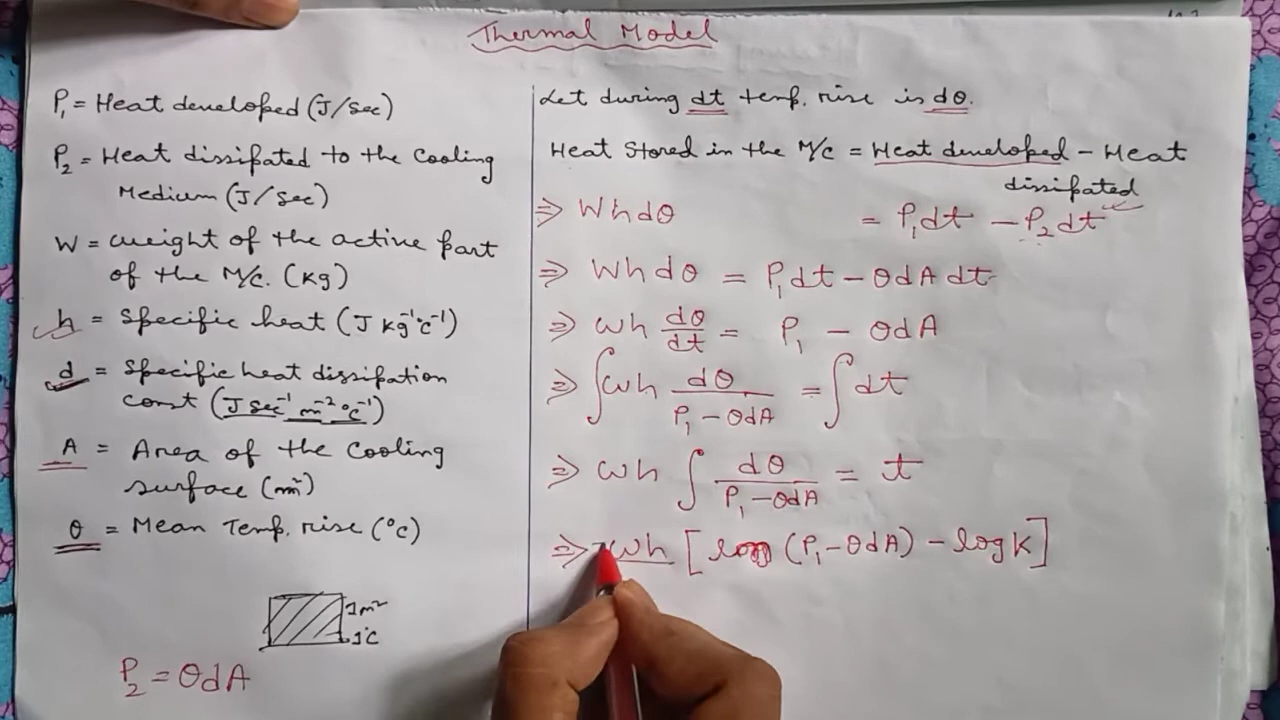 Thermal Model
P₁ = Heat developed (J/sec)
P₂ = Heat dissipated to the cooling
Medium (J/sec)
W = weight of the active part
of the M/c. (Kg)
h = Specific heat (J Kg⁻¹ °c⁻¹)
d = Specific heat dissipation
const (J sec⁻¹ m⁻² °c⁻¹)
A = Area of the cooling
surface (m²)
θ = Mean Temp. rise (°c)
1m²
1°C
P₂ = θdA
Let during dt temp. rise is dθ.
Heat Stored in the M/c = Heat developed - Heat
dissipated
⇒ Whdθ = P₁dt - P₂dt
⇒ Whdθ = P₁dt - θdA dt
⇒ Wh dθ/dt = P₁ - θdA
⇒ ∫Wh dθ/(P₁ - θdA) = ∫dt
⇒ Wh ∫ dθ/(P₁ - θdA) = t
⇒ - Wh [log (P₁ - θdA) - log K]